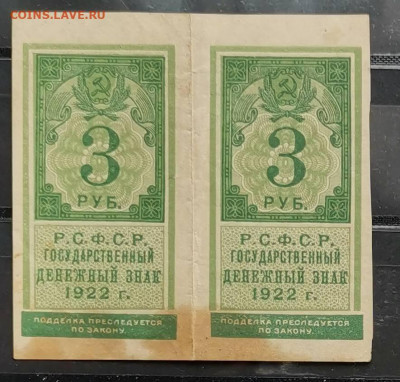 COINS.LAVE.RU
3
РУБ.
Р.С.Ф.С.Р.
ГОСУДАРСТВЕННЫЙ
ДЕНЕЖНЫЙ ЗНАК
1922 г.
ПОДДЕЛКА ПРЕСЛЕДУЕТСЯ
ПО ЗАКОНУ.
3
РУБ.
Р.С.Ф.С.Р.
ГОСУДАРСТВЕННЫЙ
ДЕНЕЖНЫЙ ЗНАК
1922 г.
ПОДДЕЛКА ПРЕСЛЕДУЕТСЯ
ПО ЗАКОНУ.